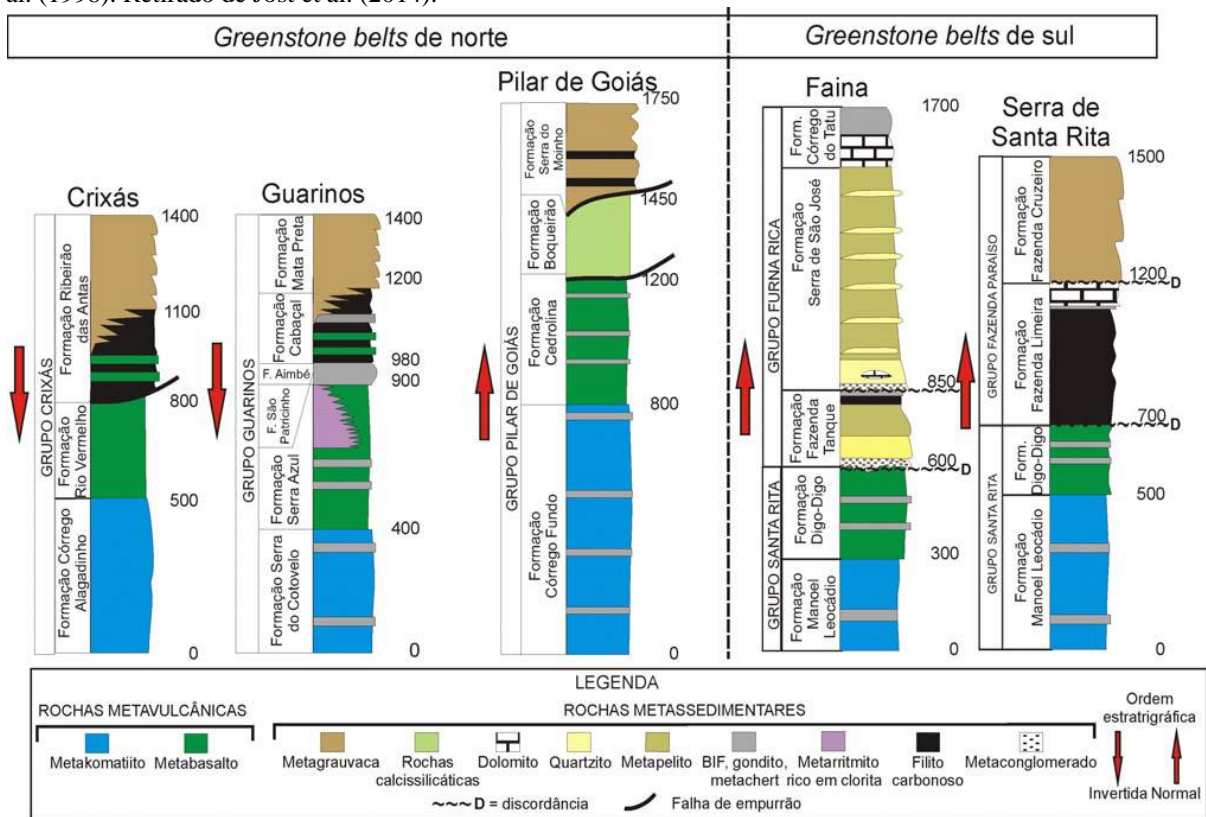 al. (1998). Retirado de Jost et al. (2014).
Greenstone belts de norte
Greenstone belts de sul
Crixás
1400
1100
800
500
0
GRUPO CRIXÁS
Formação Ribeirão
das Antas
Formação
Rio Vermelho
Formação Córrego
Alagadinho
Guarinos
1400
1200
980
900
400
0
GRUPO GUARINOS
Formação
Mata Preta
Formação
Cabaçal
F. Aimbé
F. São
Patricinho
Formação
Serra Azul
Formação Serra
do Cotovelo
Pilar de Goiás
1750
1450
1200
800
0
GRUPO PILAR DE GOIÁS
Formação
Serra do
Moinho
Formação
Boqueirão
Formação
Cedrolina
Formação
Córrego Fundo
Faina
1700
850
600
D
300
0
GRUPO FURNA RICA
Form.
Córrego
do Tatu
Formação
Serra de São José
Formação
Fazenda
Tanque
GRUPO SANTA RITA
Formação
Digo-Digo
Formação
Manoel
Leocádio
Serra de
Santa Rita
1500
1200
D
700
D
500
0
GRUPO FAZENDA PARAÍSO
Formação
Fazenda Cruzeiro
Formação
Fazenda Limeira
GRUPO SANTA RITA
Form.
Digo-Digo
Formação
Manoel Leocádio
LEGENDA
ROCHAS METAVULCÂNICAS
Metakomatiito
Metabasalto
ROCHAS METASSEDIMENTARES
Metagrauvaca
Rochas
calcissilicáticas
Dolomito
Quartzito
Metapelito
BIF, gondito,
metachert
Metarritmito
rico em clorita
Filito
carbonoso
Metaconglomerado
Ordem
estratrigráfica
Invertida Normal
D = discordância
Falha de empurrão